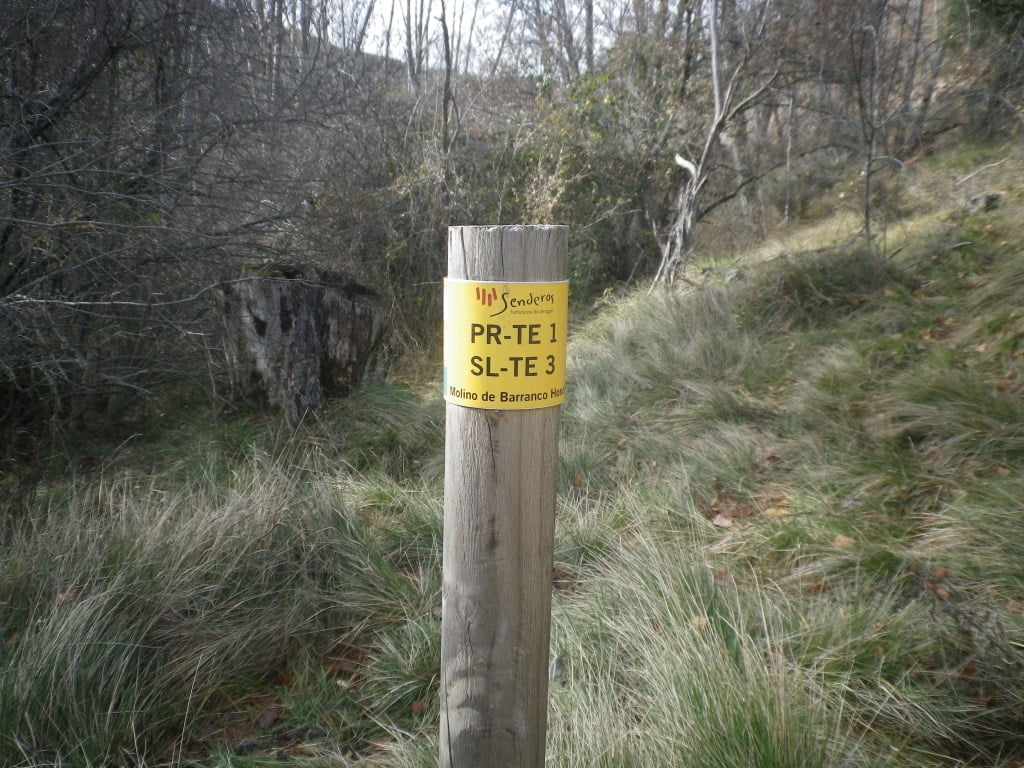 Senderos
turísticos de aragón
PR-TE 1
SL-TE 3
Molino de Barranco